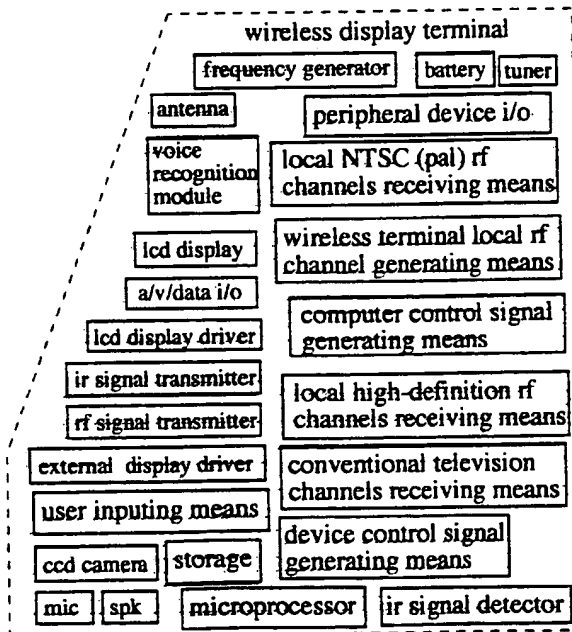 wireless display terminal
frequency generator
battery
tuner
antenna
peripheral device i/o
voice
recognition
module
local NTSC (pal) rf
channels receiving means
lcd display
wireless terminal local rf
channel generating means
a/v/data i/o
computer control signal
generating means
lcd display driver
ir signal transmitter
local high-definition rf
channels receiving means
rf signal transmitter
external display driver
conventional television
channels receiving means
user inputing means
device control signal
generating means
ccd camera
storage
mic
spk
microprocessor
ir signal detector